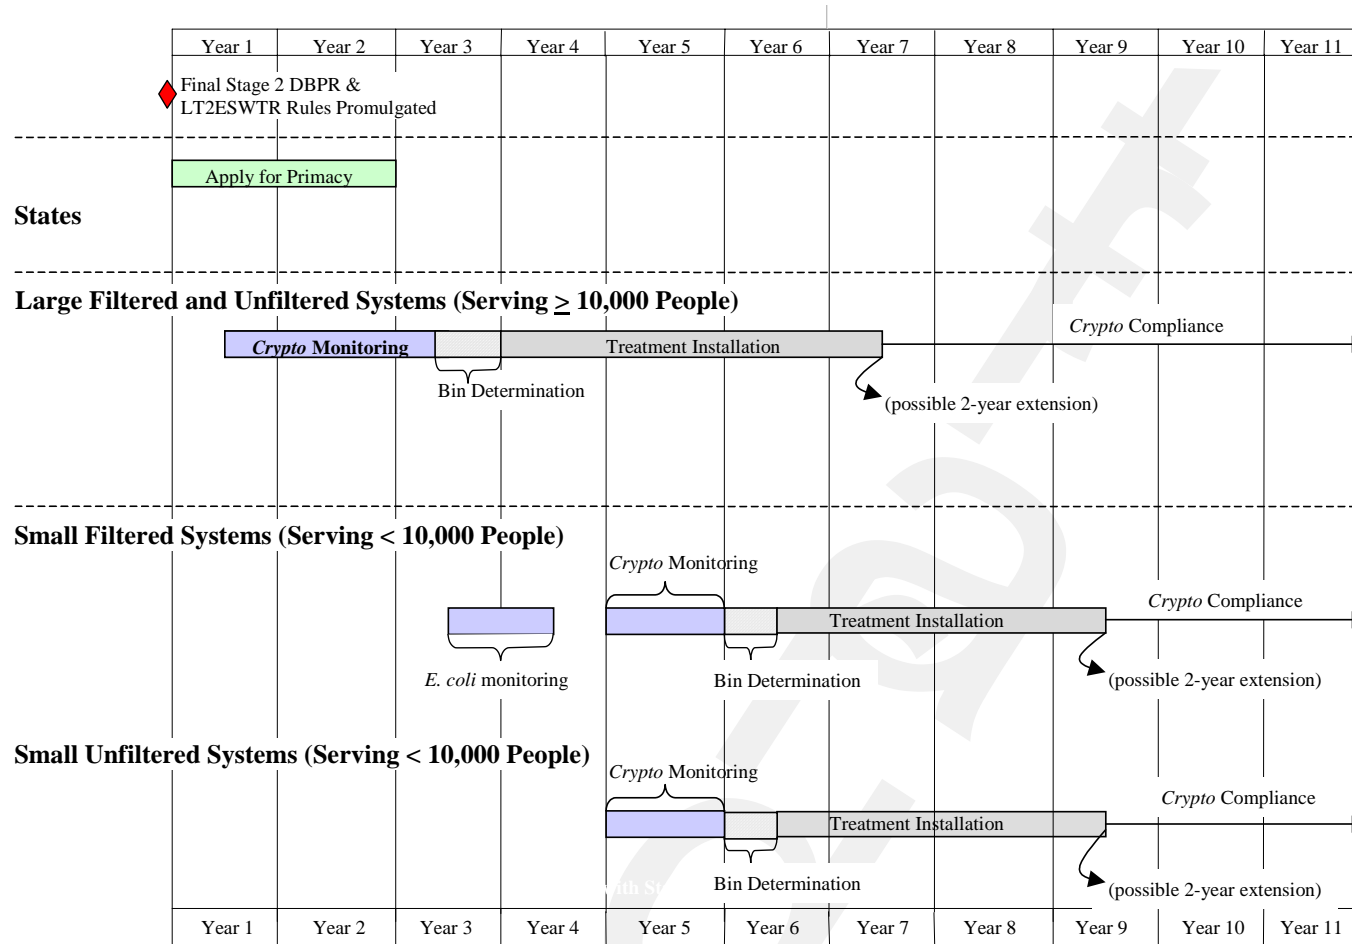 Year 1 Year 2 Year 3 Year 4 Year 5 Year 6 Year 7 Year 8 Year 9 Year 10 Year 11
Final Stage 2 DBPR &
LT2ESWTR Rules Promulgated
Apply for Primacy
States
Large Filtered and Unfiltered Systems (Serving ≥ 10,000 People)
Crypto Compliance
Crypto Monitoring Treatment Installation
Bin Determination
(possible 2-year extension)
Small Filtered Systems (Serving < 10,000 People)
Crypto Monitoring
Crypto Compliance
Treatment Installation
E. coli monitoring Bin Determination (possible 2-year extension)
Small Unfiltered Systems (Serving < 10,000 People)
Crypto Monitoring
Crypto Compliance
Treatment Installation
Bin Determination
(possible 2-year extension)
Year 1 Year 2 Year 3 Year 4 Year 5 Year 6 Year 7 Year 8 Year 9 Year 10 Year 11